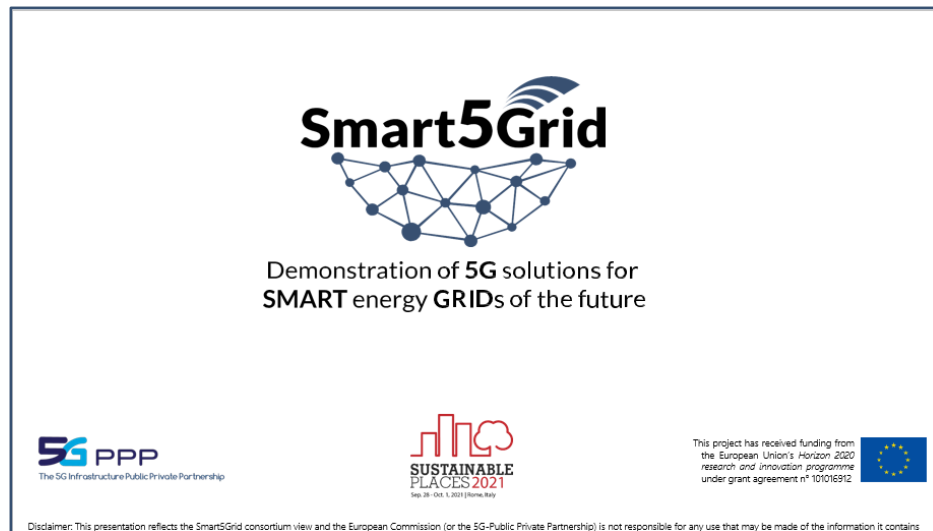 Smart5Grid
Demonstration of 5G solutions for
SMART energy GRIDs of the future
5G PPP
The 5G Infrastructure Public Private Partnership
SUSTAINABLE
PLACES 2021
Sep. 28 - Oct. 1, 2021 | Rome, Italy
This project has received funding from
the European Union's Horizon 2020
research and innovation programme
under grant agreement n° 101016912
Disclaimer: This presentation reflects the Smart5Grid consortium view and the European Commission (or the 5G-Public Private Partnership) is not responsible for any use that may be made of the information it contains